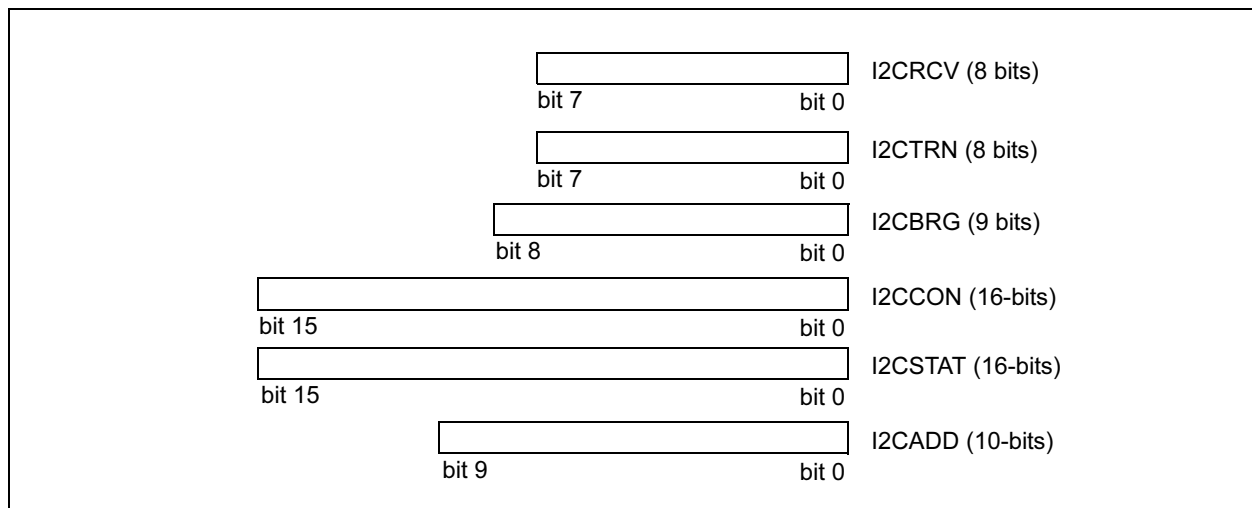 I2CRCV (8 bits)
bit 7 bit 0
I2CTRN (8 bits)
bit 7 bit 0
I2CBRG (9 bits)
bit 8 bit 0
I2CCON (16-bits)
bit 15 bit 0
I2CSTAT (16-bits)
bit 15 bit 0
I2CADD (10-bits)
bit 9 bit 0